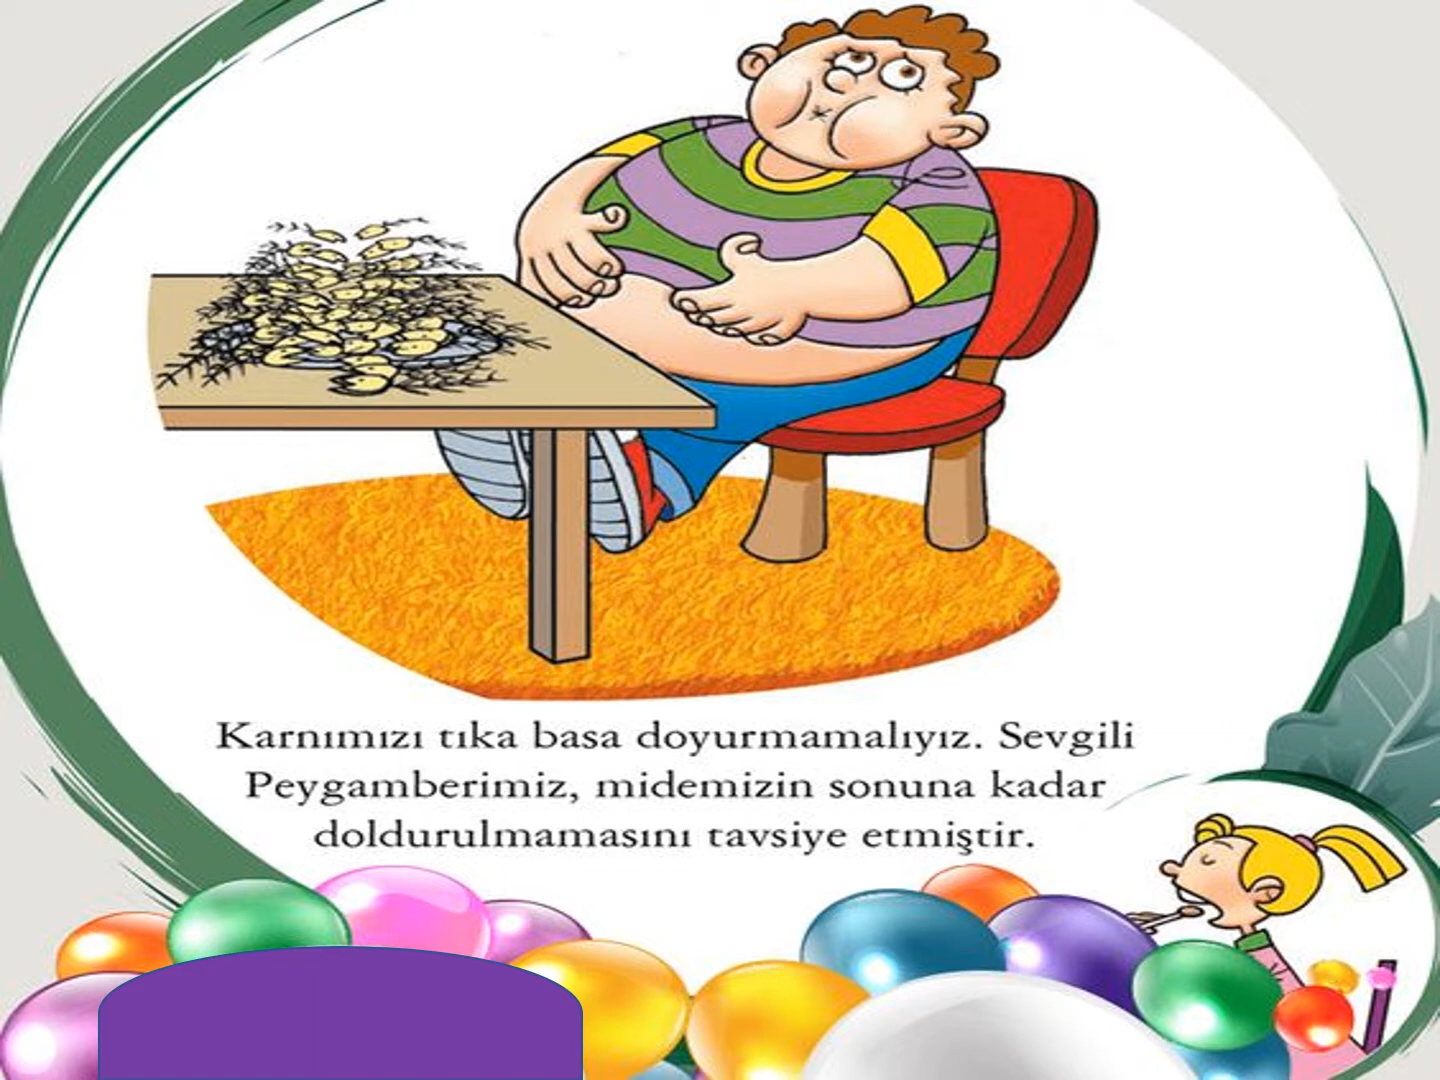 Karnımızı tıka basa doyurmamalıyız. Sevgili
Peygamberimiz, midemizin sonuna kadar
doldurulmamasını tavsiye etmiştir.